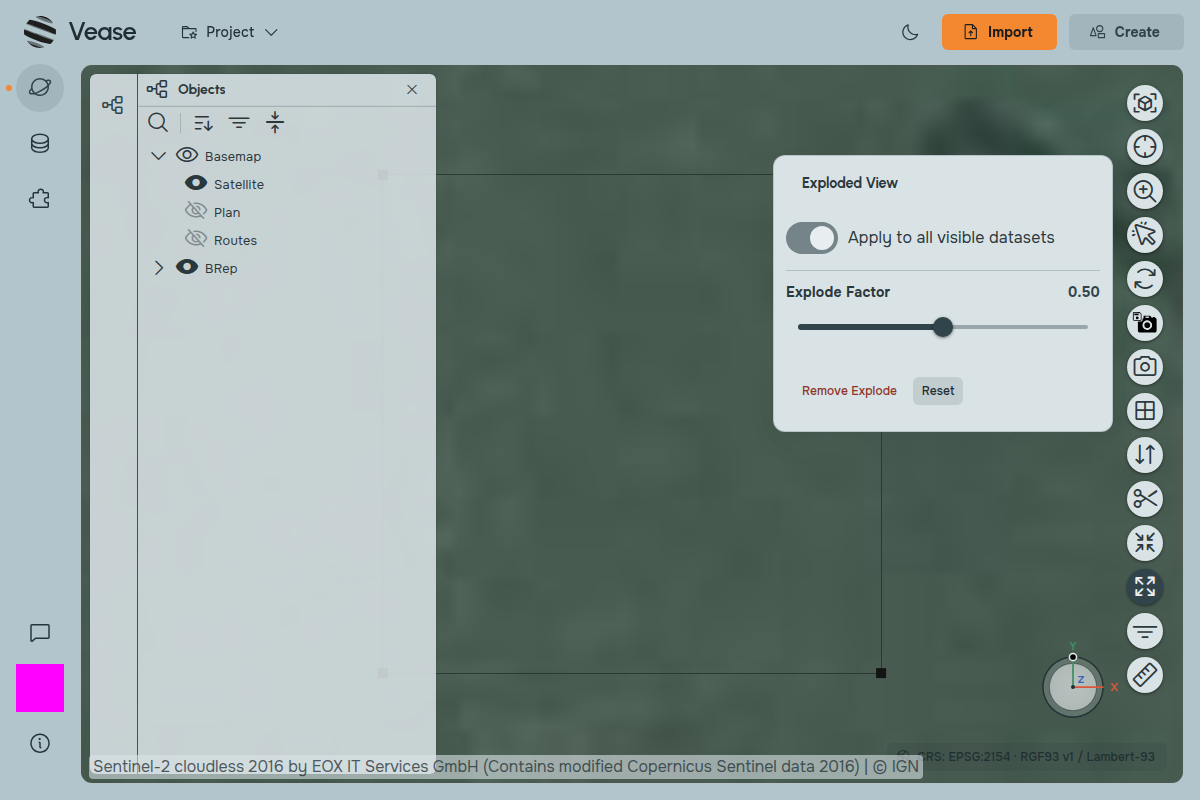 Vease
Project
Import
Create
Objects
Basemap
Satellite
Plan
Routes
BRep
Exploded View
Apply to all visible datasets
Explode Factor
0.50
Remove Explode
Reset
Y
Z
X
CRS: EPSG:2154 · RGF93 v1 / Lambert-93
Sentinel-2 cloudless 2016 by EOX IT Services GmbH (Contains modified Copernicus Sentinel data 2016) | © IGN